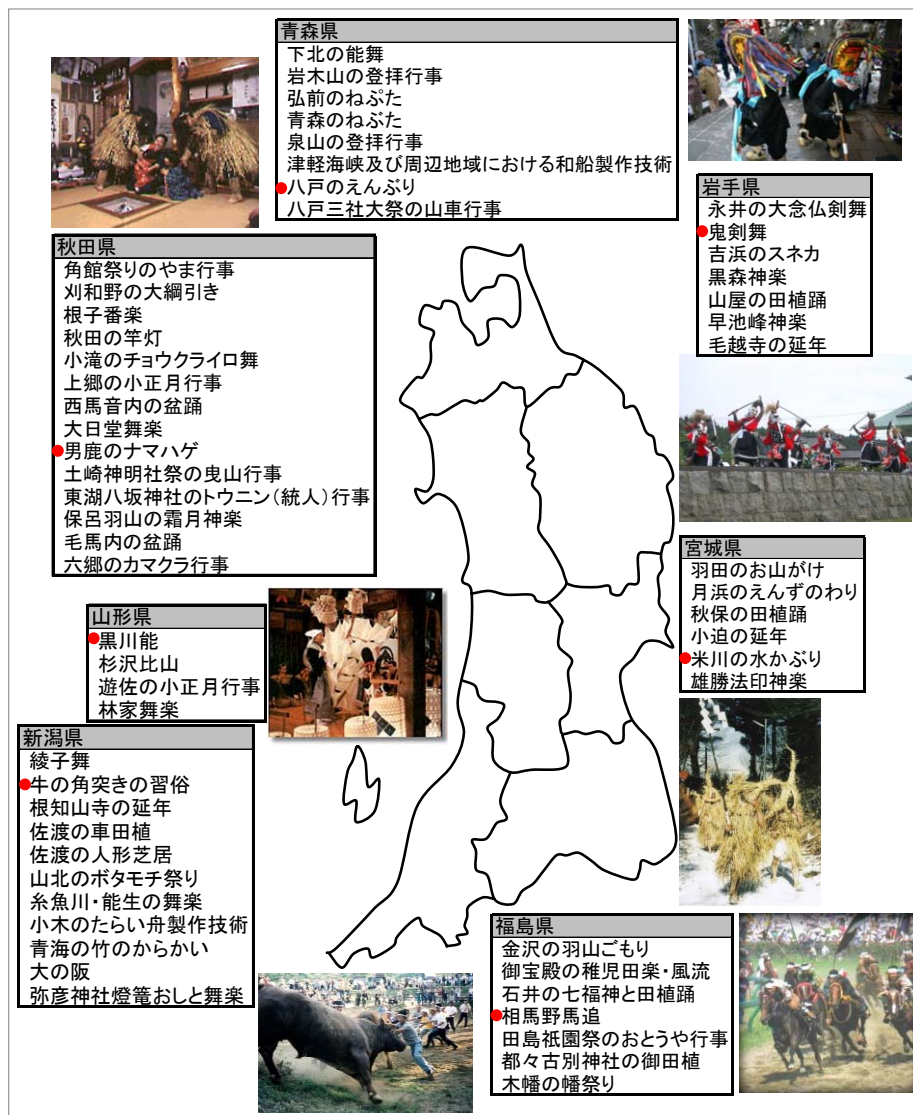 青森県
下北の能舞
岩木山の登拝行事
弘前のねぷた
青森のねぶた
泉山の登拝行事
津軽海峡及び周辺地域における和船製作技術
八戸のえんぶり
八戸三社大祭の山車行事
岩手県
永井の大念仏剣舞
鬼剣舞
吉浜のスネカ
黒森神楽
山屋の田植踊
早池峰神楽
毛越寺の延年
秋田県
角館祭りのやま行事
刈和野の大綱引き
根子番楽
秋田の竿灯
小滝のチョウクライロ舞
上郷の小正月行事
西馬音内の盆踊
大日堂舞楽
男鹿のナマハゲ
土崎神明社祭の曳山行事
東湖八坂神社のトウニン(統人)行事
保呂羽山の霜月神楽
毛馬内の盆踊
六郷のカマクラ行事
宮城県
羽田のお山がけ
月浜のえんずのわり
秋保の田植踊
小迫の延年
米川の水かぶり
雄勝法印神楽
山形県
黒川能
杉沢比山
遊佐の小正月行事
林家舞楽
新潟県
綾子舞
牛の角突きの習俗
根知山寺の延年
佐渡の車田植
佐渡の人形芝居
山北のボタモチ祭り
糸魚川・能生の舞楽
小木のたらい舟製作技術
青海の竹のからかい
大の阪
弥彦神社燈篭おしと舞楽
福島県
金沢の羽山ごもり
御宝殿の稚児田楽・風流
石井の七福神と田植踊
相馬野馬追
田島祇園祭のおとうや行事
都々古別神社の御田植
木幡の幡祭り